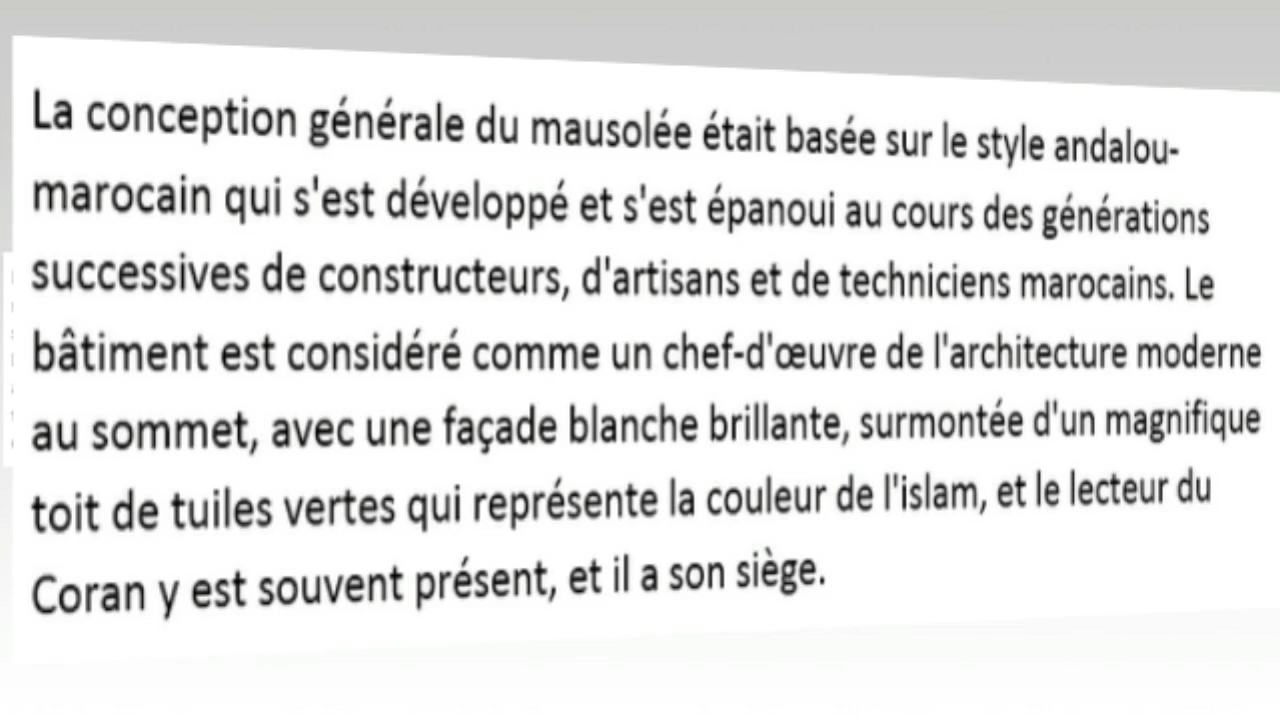 La conception générale du mausolée était basée sur le style andalou-
marocain qui s'est développé et s'est épanoui au cours des générations
successives de constructeurs, d'artisans et de techniciens marocains. Le
bâtiment est considéré comme un chef-d'œuvre de l'architecture moderne
au sommet, avec une façade blanche brillante, surmontée d'un magnifique
toit de tuiles vertes qui représente la couleur de l'islam, et le lecteur du
Coran y est souvent présent, et il a son siège.